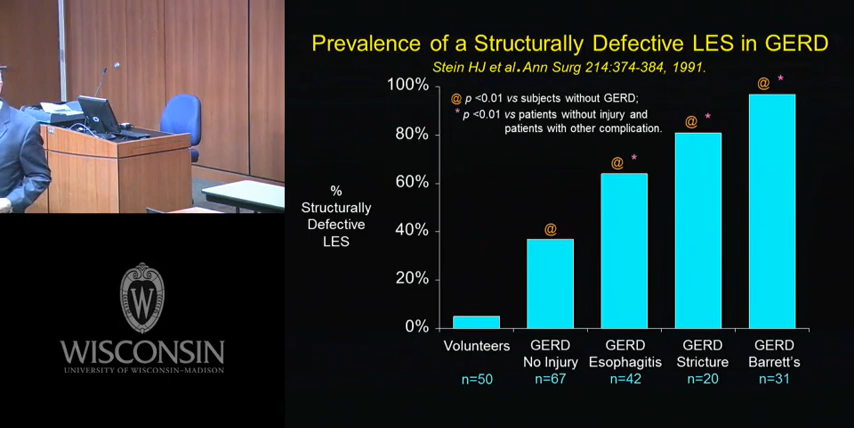 Prevalence of a Structurally Defective LES in GERD
Stein HJ et al. Ann Surg 214:374-384, 1991.
@ p <0.01 vs subjects without GERD;
* p <0.01 vs patients without injury and
patients with other complication.
100%
80%
60%
40%
20%
0%
%
Structurally
Defective
LES
@
@ *
@ *
@ *
Volunteers
n=50
GERD
No Injury
n=67
GERD
Esophagitis
n=42
GERD
Stricture
n=20
GERD
Barrett's
n=31
W
WISCONSIN
UNIVERSITY OF WISCONSIN–MADISON